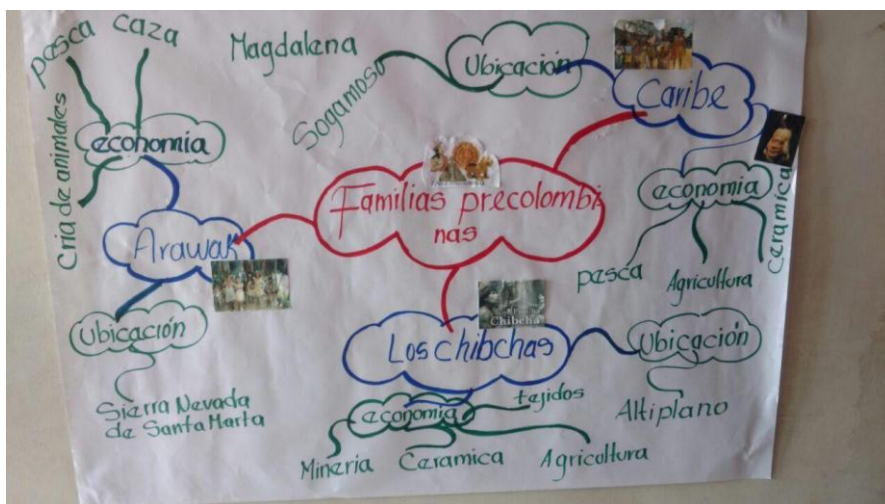 pesca
caza
Cria de animales
economia
Arawak
Ubicación
Sierra Nevada
de Santa Marta
Magdalena
Sogamoso
Ubicación
Caribe
economia
pesca
Agricultura
Ceramica
Familias precolombi
nas
Chibcha
Los chibchas
Ubicación
Altiplano
economia
tejidos
Mineria
Ceramica
Agricultura